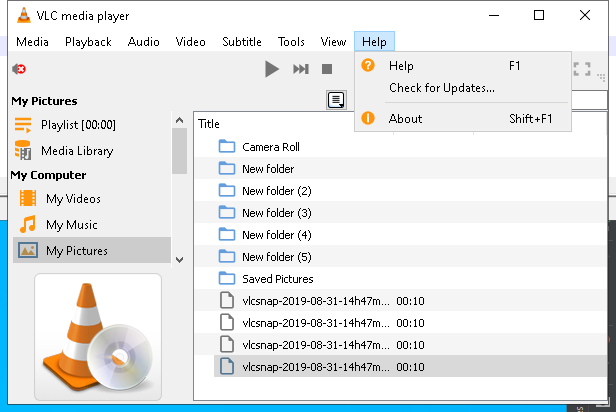 VLC media player
Media Playback Audio Video Subtitle Tools View Help
Help F1
Check for Updates...
About Shift+F1
My Pictures
Playlist [00:00]
Media Library
My Computer
My Videos
My Music
My Pictures
Title
Camera Roll
New folder
New folder (2)
New folder (3)
New folder (4)
New folder (5)
Saved Pictures
vlcsnap-2019-08-31-14h47m... 00:10
vlcsnap-2019-08-31-14h47m... 00:10
vlcsnap-2019-08-31-14h47m... 00:10
vlcsnap-2019-08-31-14h47m... 00:10